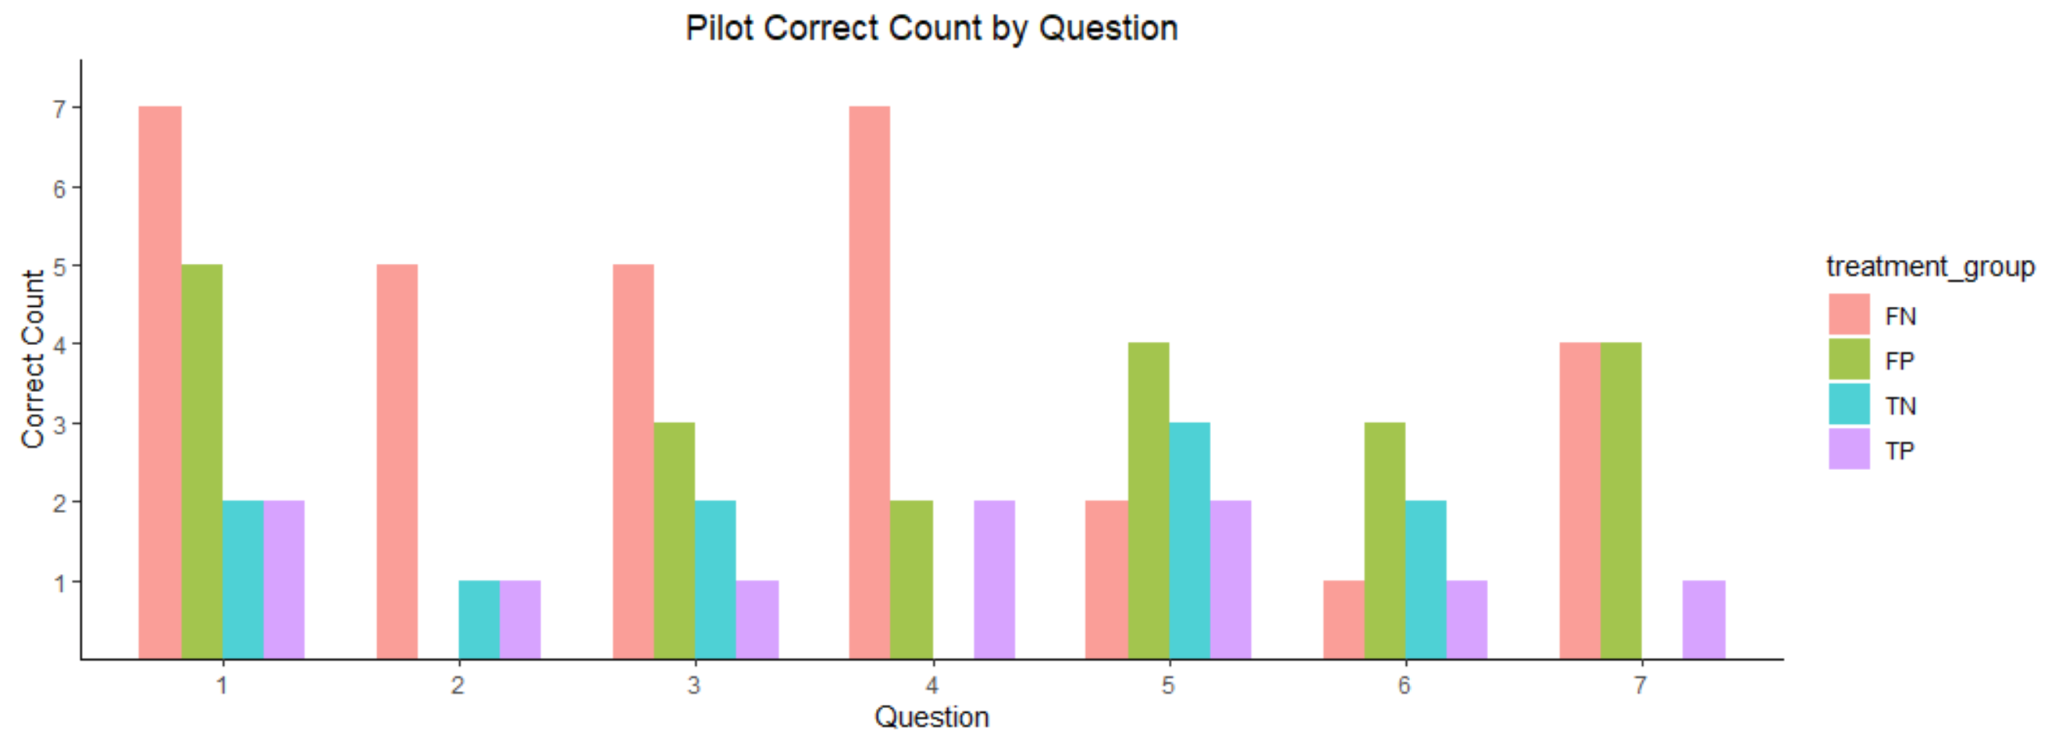 Pilot Correct Count by Question
Correct Count
7
6
5
4
3
2
1
1 2 3 4 5 6 7
Question
treatment_group
FN
FP
TN
TP